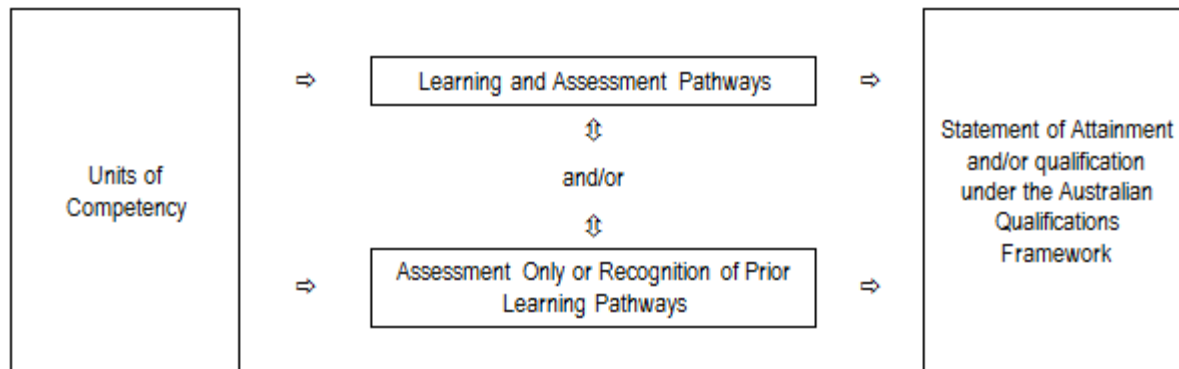 Units of
Competency
Learning and Assessment Pathways
and/or
Assessment Only or Recognition of Prior
Learning Pathways
Statement of Attainment
and/or qualification
under the Australian
Qualifications
Framework